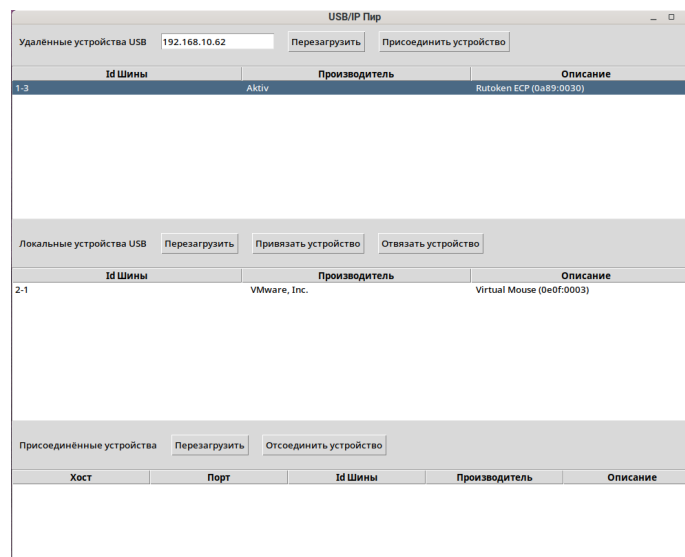 USB/IP Пир
Удалённые устройства USB 192.168.10.62 Перезагрузить Присоединить устройство
Id Шины Производитель Описание
1-3 Aktiv Rutoken ECP (0a89:0030)
Локальные устройства USB Перезагрузить Привязать устройство Отвязать устройство
Id Шины Производитель Описание
2-1 VMware, Inc. Virtual Mouse (0e0f:0003)
Присоединённые устройства Перезагрузить Отсоединить устройство
Хост Порт Id Шины Производитель Описание